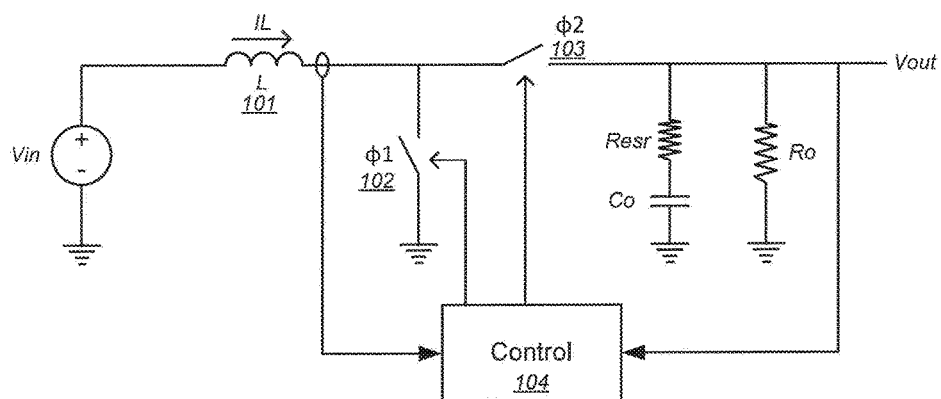 IL
L
101
ϕ2
103
Vout
Vin
+
-
ϕ1
102
Resr
Co
Ro
Control
104